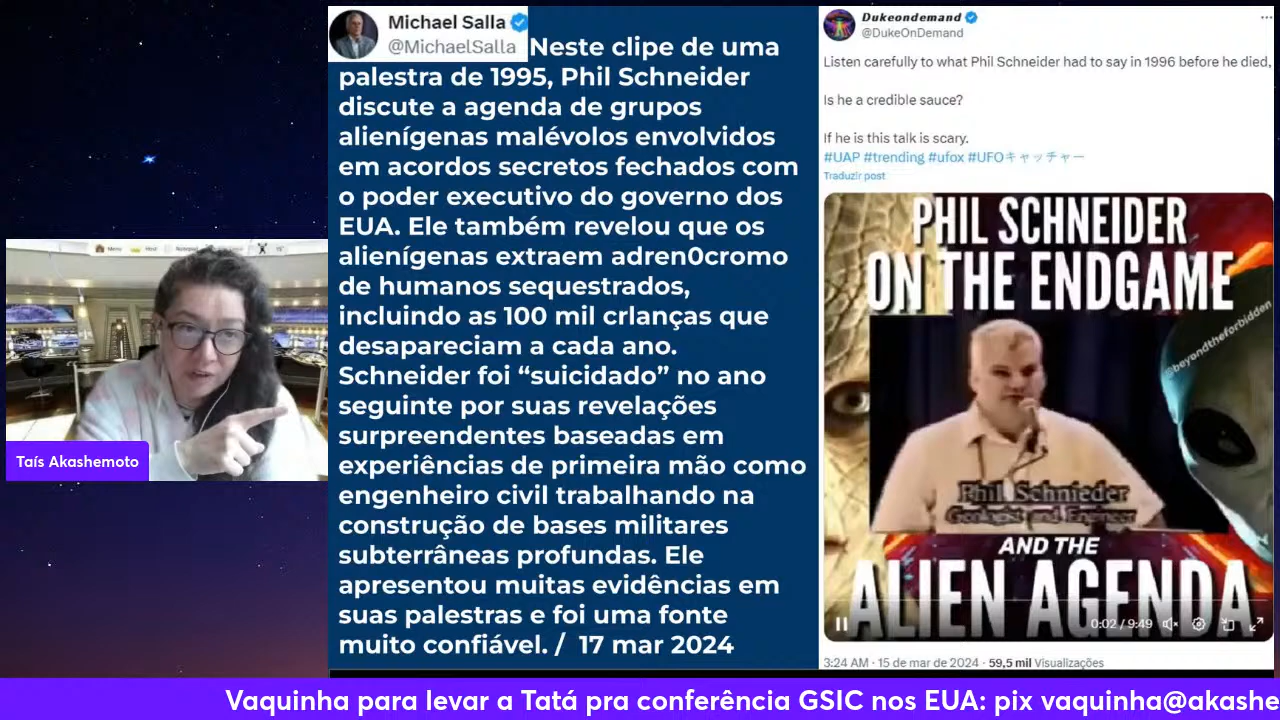 Michael Salla
@MichaelSalla
Neste clipe de uma
palestra de 1995, Phil Schneider
discute a agenda de grupos
alienígenas malévolos envolvidos
em acordos secretos fechados com
o poder executivo do governo dos
EUA. Ele também revelou que os
alienígenas extraem adren0cromo
de humanos sequestrados,
incluindo as 100 mil crlanças que
desapareciam a cada ano.
Schneider foi “suicidado” no ano
seguinte por suas revelações
surpreendentes baseadas em
experiências de primeira mão como
engenheiro civil trabalhando na
construção de bases militares
subterrâneas profundas. Ele
apresentou muitas evidências em
suas palestras e foi uma fonte
muito confiável. / 17 mar 2024
Dukeondemand
@DukeOnDemand
Listen carefully to what Phil Schneider had to say in 1996 before he died,
Is he a credible sauce?
If he is this talk is scary.
#UAP #trending #ufox #UFOキャッチャー
Traduzir post
PHIL SCHNEIDER
ON THE ENDGAME
@beyondtheforbidden
Phil Schnieder
Geologist and Engineer
AND THE
ALIEN AGENDA
0:02 / 9:49
3:24 AM · 15 de mar de 2024 · 59,5 mil Visualizações
Menu
Host
Taís Akashemoto
Vaquinha para levar a Tatá pra conferência GSIC nos EUA: pix vaquinha@akashe